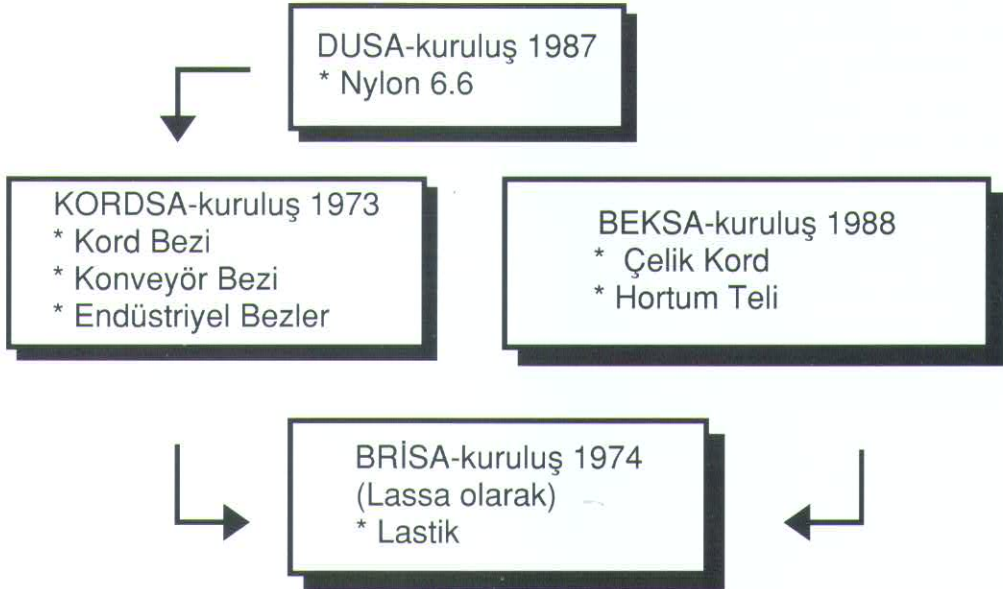 DUSA-kuruluş 1987
* Nylon 6.6
KORDSA-kuruluş 1973
* Kord Bezi
* Konveyör Bezi
* Endüstriyel Bezler
BEKSA-kuruluş 1988
* Çelik Kord
* Hortum Teli
BRİSA-kuruluş 1974
(Lassa olarak)
* Lastik